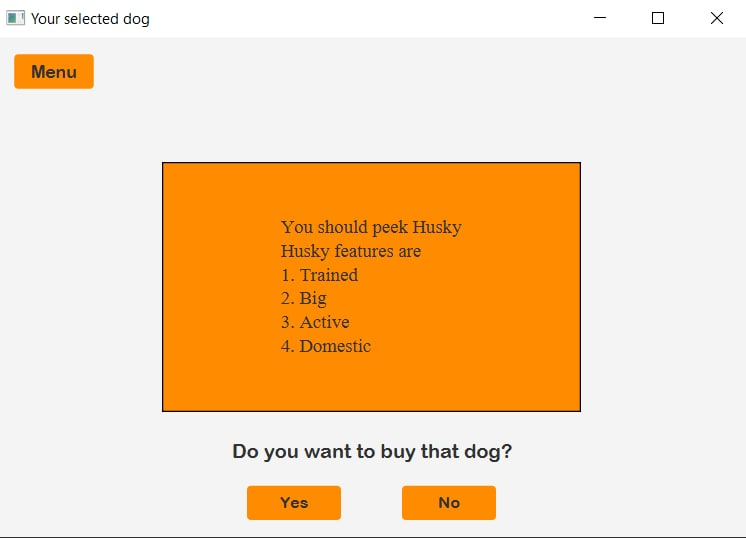 Your selected dog
Menu
You should peek Husky
Husky features are
1. Trained
2. Big
3. Active
4. Domestic
Do you want to buy that dog?
Yes
No